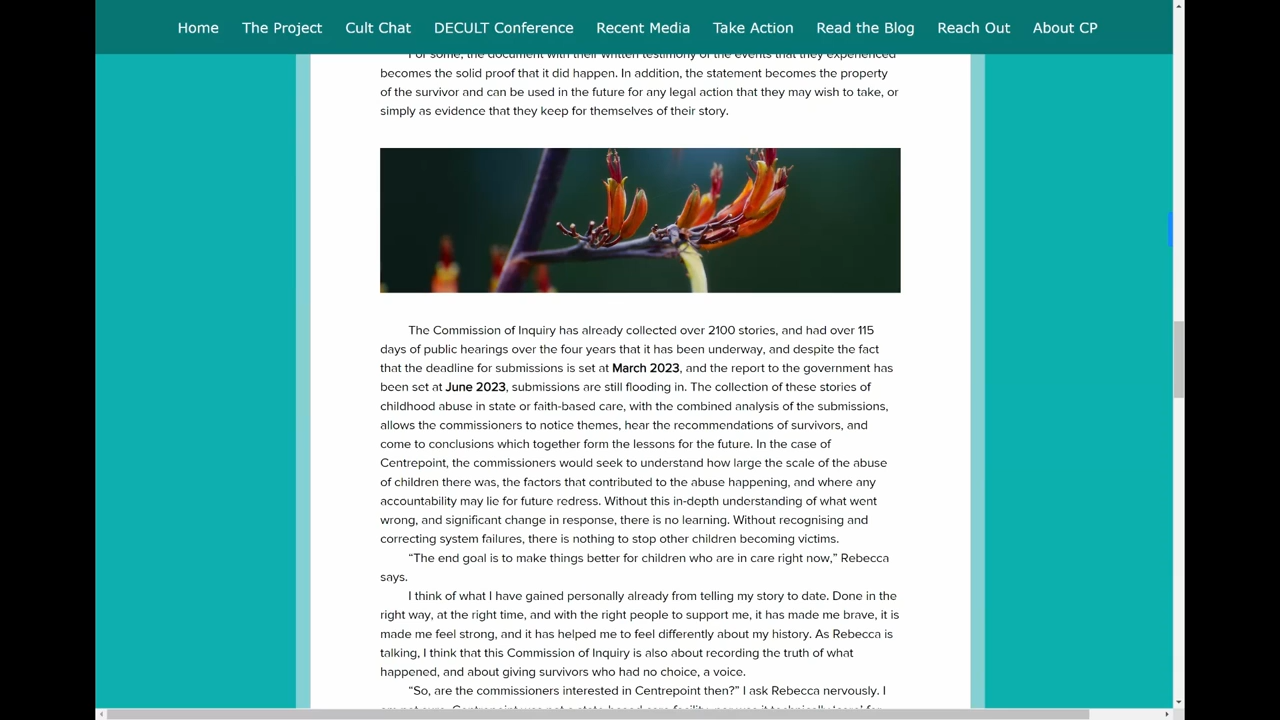 Home The Project Cult Chat DECULT Conference Recent Media Take Action Read the Blog Reach Out About CP
For some, the document with their written testimony of the events that they experienced
becomes the solid proof that it did happen. In addition, the statement becomes the property
of the survivor and can be used in the future for any legal action that they may wish to take, or
simply as evidence that they keep for themselves of their story.
The Commission of Inquiry has already collected over 2100 stories, and had over 115
days of public hearings over the four years that it has been underway, and despite the fact
that the deadline for submissions is set at March 2023, and the report to the government has
been set at June 2023, submissions are still flooding in. The collection of these stories of
childhood abuse in state or faith-based care, with the combined analysis of the submissions,
allows the commissioners to notice themes, hear the recommendations of survivors, and
come to conclusions which together form the lessons for the future. In the case of
Centrepoint, the commissioners would seek to understand how large the scale of the abuse
of children there was, the factors that contributed to the abuse happening, and where any
accountability may lie for future redress. Without this in-depth understanding of what went
wrong, and significant change in response, there is no learning. Without recognising and
correcting system failures, there is nothing to stop other children becoming victims.
“The end goal is to make things better for children who are in care right now,” Rebecca
says.
I think of what I have gained personally already from telling my story to date. Done in the
right way, at the right time, and with the right people to support me, it has made me brave, it is
made me feel strong, and it has helped me to feel differently about my history. As Rebecca is
talking, I think that this Commission of Inquiry is also about recording the truth of what
happened, and about giving survivors who had no choice, a voice.
“So, are the commissioners interested in Centrepoint then?” I ask Rebecca nervously. I